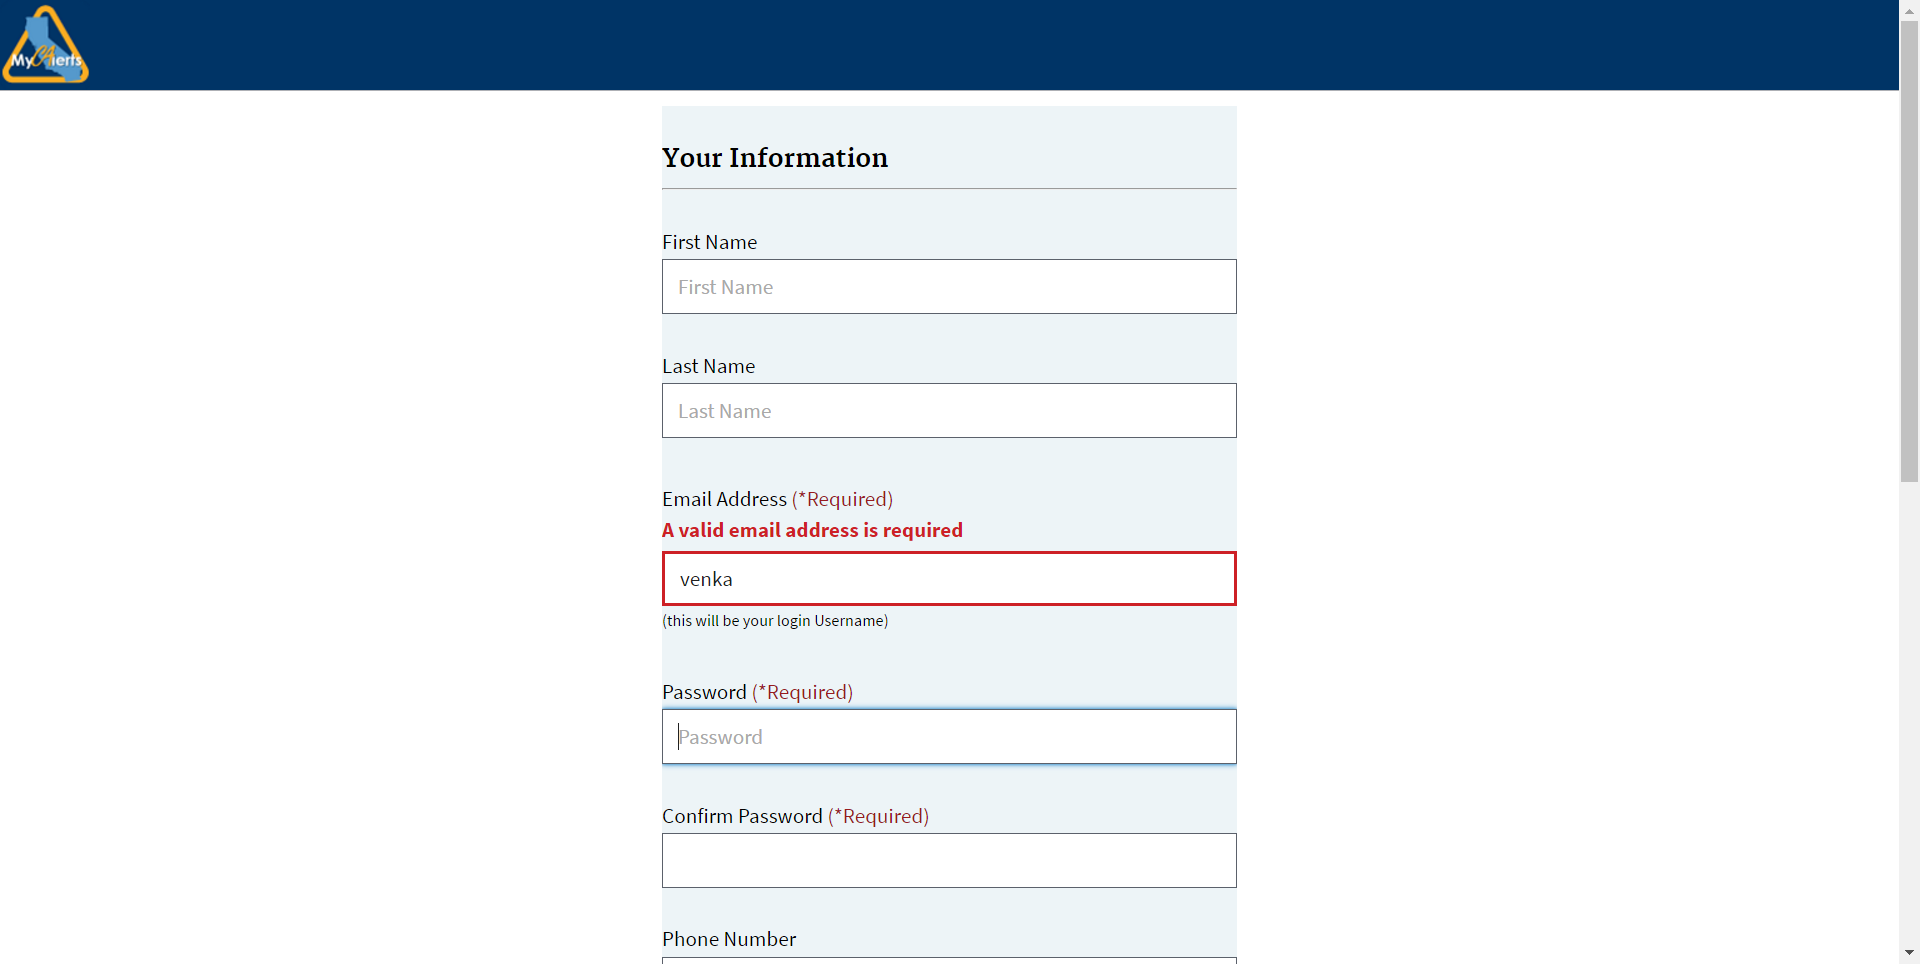 MyCAlerts
Your Information
First Name
First Name
Last Name
Last Name
Email Address (*Required)
A valid email address is required
venka
(this will be your login Username)
Password (*Required)
Password
Confirm Password (*Required)
Phone Number